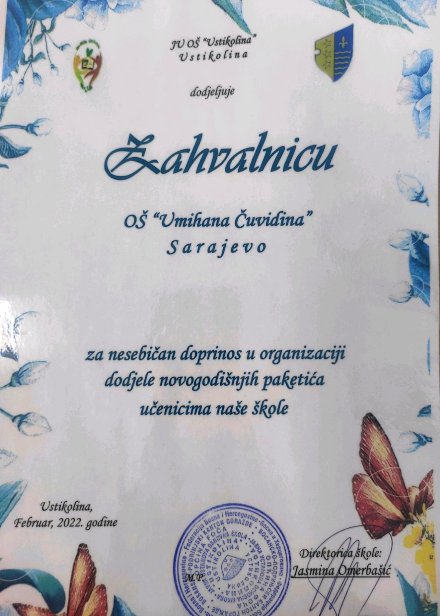 JU OŠ "Ustikolina"
Ustikolina
dodjeljuje
Zahvalnicu
OŠ "Umihana Čuvidina"
Sarajevo
za nesebičan doprinos u organizaciji
dodjele novogodišnjih paketića
učenicima naše škole
Ustikolina,
Februar, 2022. godine
M.P.
Direktorica škole:
Jasmina Omerbašić